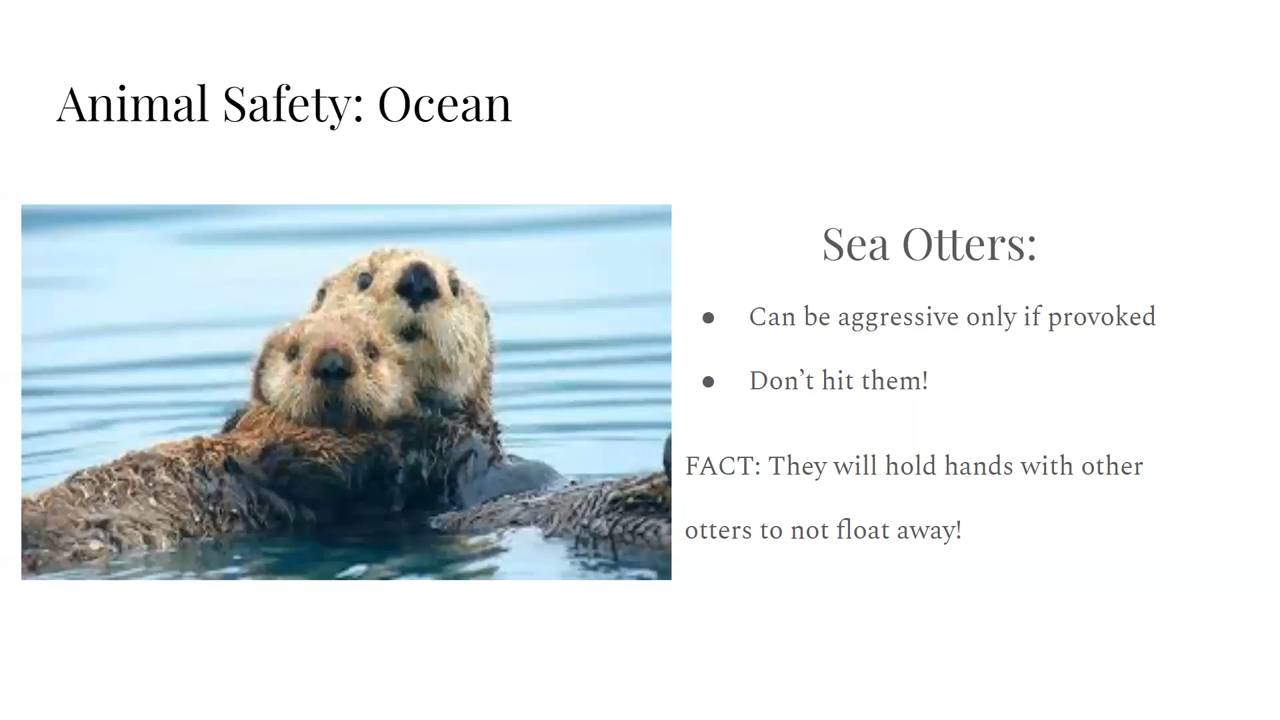 Animal Safety: Ocean
Sea Otters:
● Can be aggressive only if provoked
● Don’t hit them!
FACT: They will hold hands with other
otters to not float away!